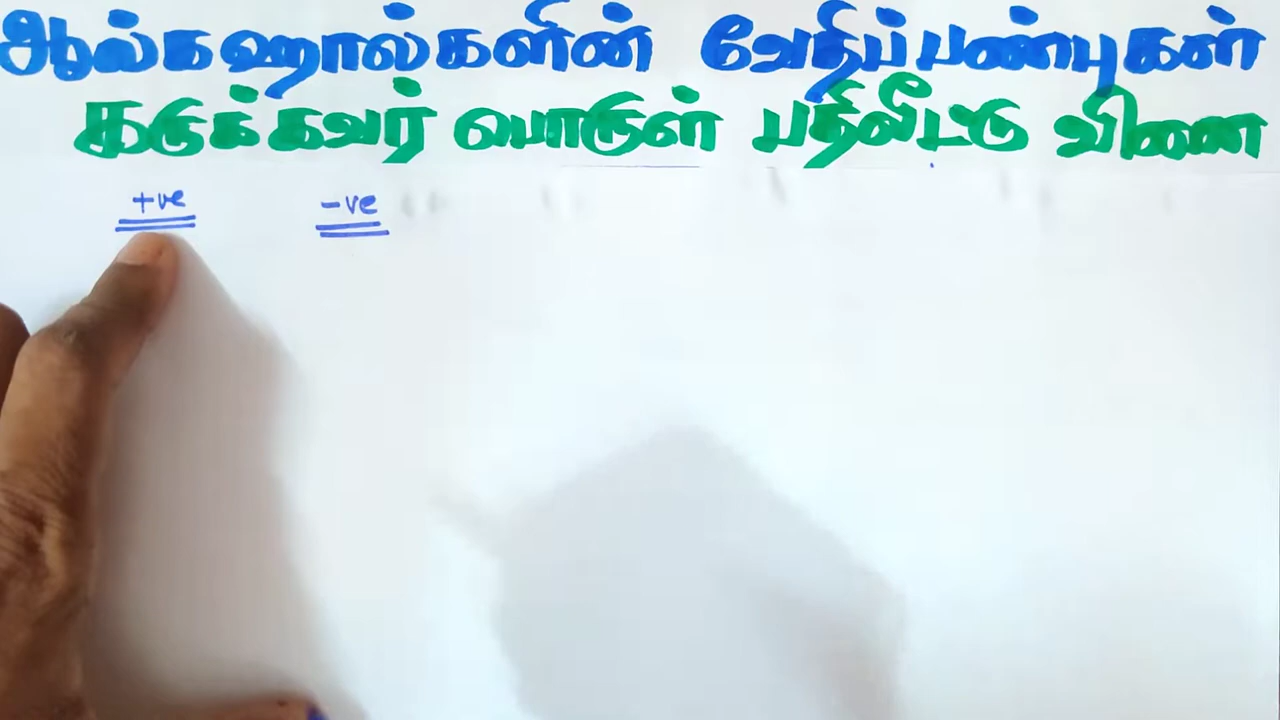 ஆல்கஹால்களின் வேதிப்பண்புகள்
கருக்கவர் பொருள் பதிலீட்டு வினை
+ve -ve